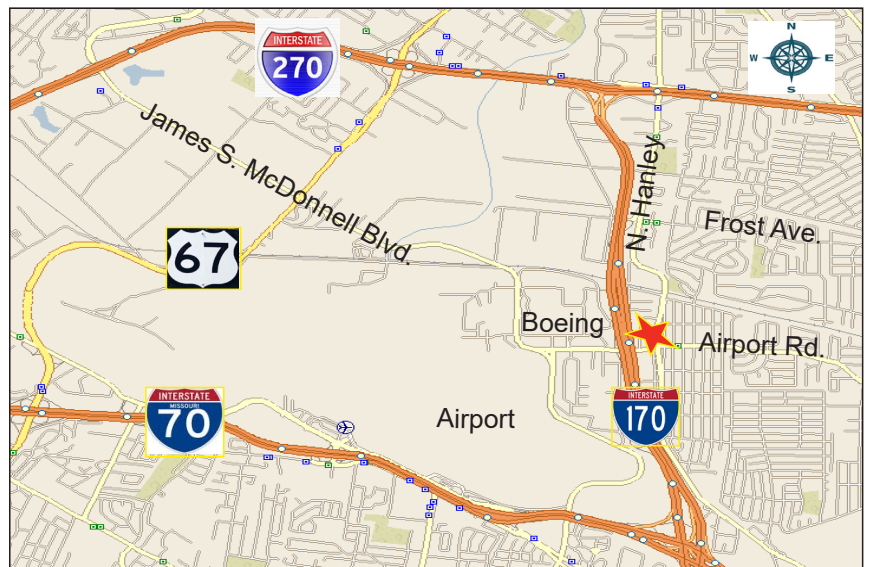 INTERSTATE
270
N
W E
S
James S. McDonnell Blvd.
N. Hanley
Frost Ave.
67
Boeing
Airport Rd.
INTERSTATE
MISSOURI
70
Airport
INTERSTATE
170